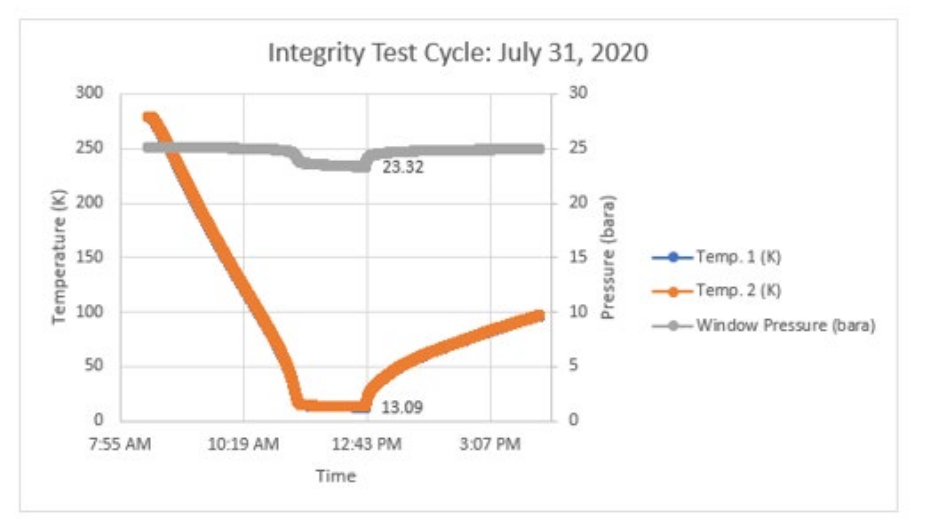 Integrity Test Cycle: July 31, 2020
300
250
200
150
100
50
0
Temperature (K)
30
25
20
15
10
5
0
Pressure (bara)
23.32
13.09
7:55 AM
10:19 AM
12:43 PM
3:07 PM
Time
Temp. 1 (K)
Temp. 2 (K)
Window Pressure (bara)